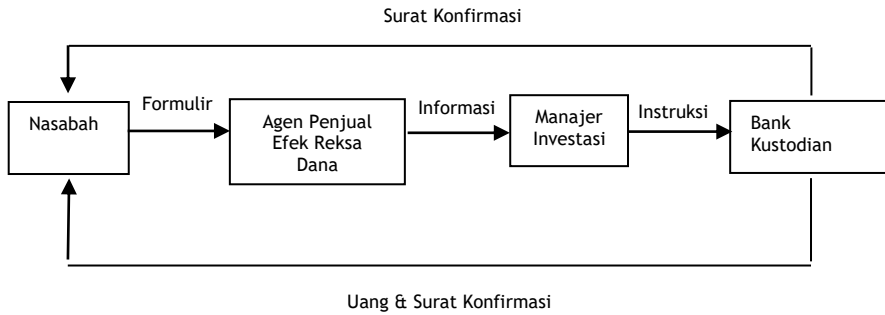 Surat Konfirmasi
Formulir
Informasi
Instruksi
Nasabah
Agen Penjual
Efek Reksa
Dana
Manajer
Investasi
Bank
Kustodian
Uang & Surat Konfirmasi